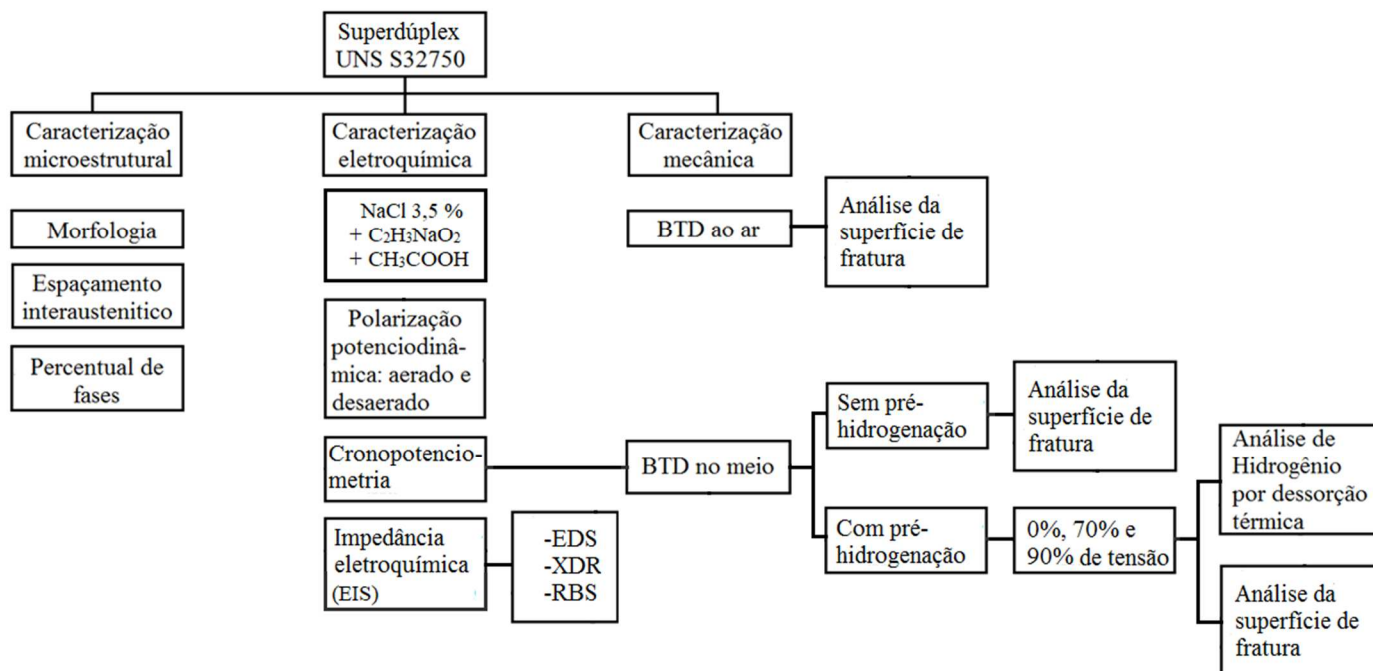 Superdúplex
UNS S32750
Caracterização
microestrutural
Morfologia
Espaçamento
interaustenitico
Percentual de
fases
Caracterização
eletroquímica
NaCl 3,5 %
+ C₂H₃NaO₂
+ CH₃COOH
Polarização
potenciodinâ-
mica: aerado e
desaerado
Cronopotencio-
metria
Impedância
eletroquímica
(EIS)
-EDS
-XDR
-RBS
Caracterização
mecânica
BTD ao ar
Análise da
superfície de
fratura
BTD no meio
Sem pré-
hidrogenação
Análise da
superfície de
fratura
Com pré-
hidrogenação
0%, 70% e
90% de tensão
Análise de
Hidrogênio
por dessorção
térmica
Análise da
superfície de
fratura